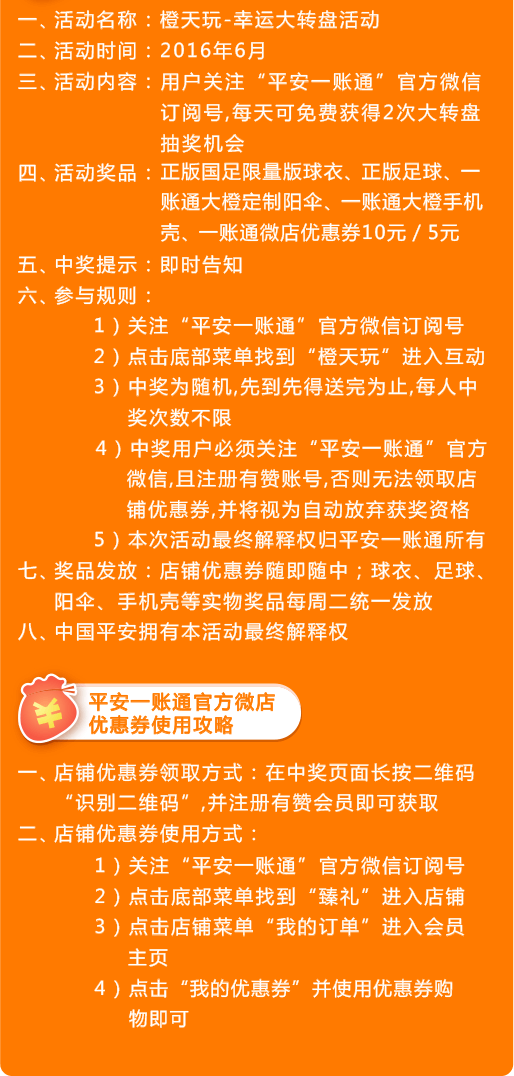 一、活动名称：橙天玩-幸运大转盘活动
二、活动时间：2016年6月
三、活动内容：用户关注“平安一账通”官方微信
订阅号,每天可免费获得2次大转盘
抽奖机会
四、活动奖品：正版国足限量版球衣、正版足球、一
账通大橙定制阳伞、一账通大橙手机
壳、一账通微店优惠券10元 / 5元
五、中奖提示：即时告知
六、参与规则：
1）关注“平安一账通”官方微信订阅号
2）点击底部菜单找到“橙天玩”进入互动
3）中奖为随机,先到先得送完为止,每人中
奖次数不限
4）中奖用户必须关注“平安一账通”官方
微信,且注册有赞账号,否则无法领取店
铺优惠券,并将视为自动放弃获奖资格
5）本次活动最终解释权归平安一账通所有
七、奖品发放：店铺优惠券随即随中；球衣、足球、
阳伞、手机壳等实物奖品每周二统一发放
八、中国平安拥有本活动最终解释权
平安一账通官方微店
优惠券使用攻略
一、店铺优惠券领取方式：在中奖页面长按二维码
“识别二维码”,并注册有赞会员即可获取
二、店铺优惠券使用方式：
1）关注“平安一账通”官方微信订阅号
2）点击底部菜单找到“臻礼”进入店铺
3）点击店铺菜单“我的订单”进入会员
主页
4）点击“我的优惠券”并使用优惠券购
物即可